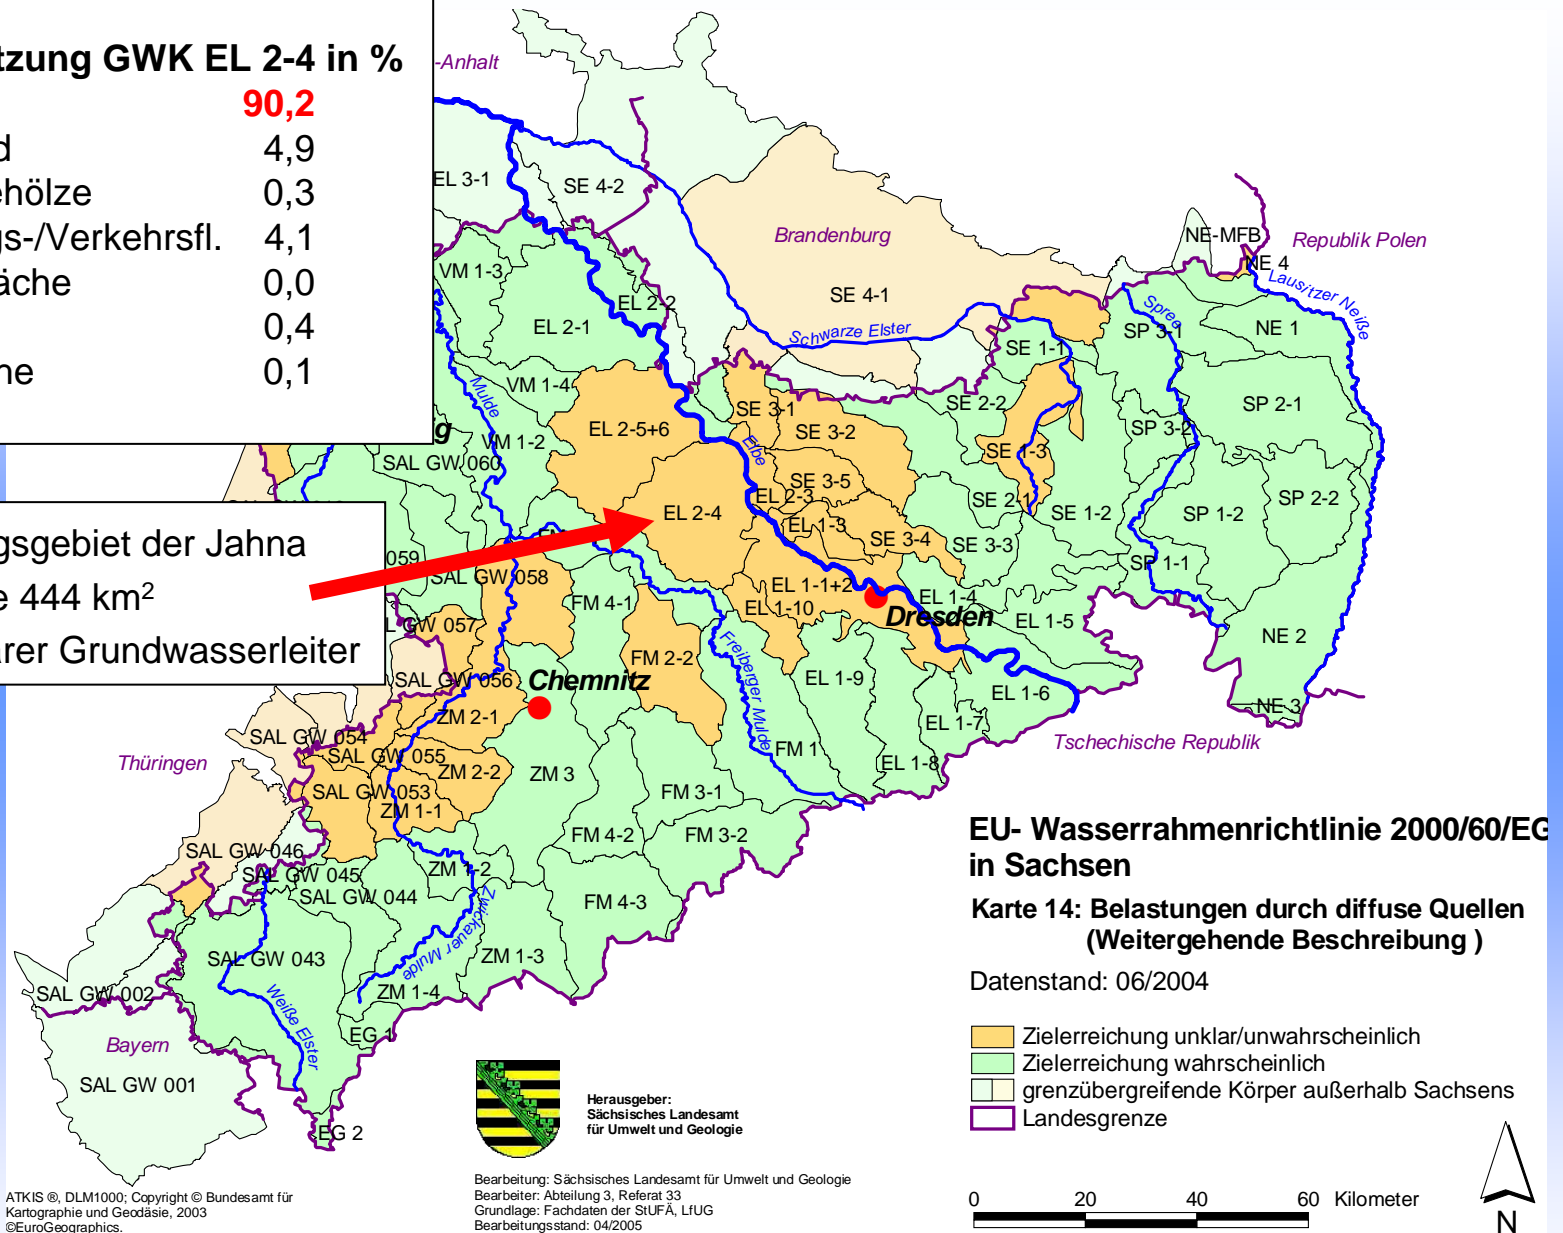 tzung GWK EL 2-4 in %
90,2
d 4,9
ehölze 0,3
gs-/Verkehrsfl. 4,1
äche 0,0
0,4
ne 0,1
gsgebiet der Jahna
e 444 km²
arer Grundwasserleiter
-Anhalt
EL 3-1
SE 4-2
Brandenburg
NE-MFB
Republik Polen
NE 4
Lausitzer Neiße
VM 1-3
EL 2-2
SE 4-1
Spree
EL 2-1
Schwarze Elster
SP 3-1
NE 1
SE 1-1
Mulde
VM 1-4
SE 2-2
SP 2-1
SE 3-1
EL 2-5+6
SE 3-2
SP 3-2
ig
VM 1-2
Elbe
SE 1-3
SAL GW 060
SE 3-5
EL 2-3
SE 2-1
SP 2-2
EL 2-4
SE 1-2
SP 1-2
EL 1-3
SE 3-4
SE 3-3
059
SP 1-1
SAL GW 058
EL 1-1+2
FM 4-1
EL 1-4
EL 1-10
Dresden
EL 1-5
L GW 057
NE 2
Freiberger Mulde
FM 2-2
SAL GW 056
Chemnitz
EL 1-9
EL 1-6
NE 3
ZM 2-1
EL 1-7
SAL GW 054
Tschechische Republik
SAL GW 055
FM 1
Thüringen
EL 1-8
ZM 2-2
ZM 3
SAL GW 053
FM 3-1
ZM 1-1
FM 4-2
FM 3-2
SAL GW 046
ZM 1-2
SAL GW 045
SAL GW 044
FM 4-3
Zwickauer Mulde
SAL GW 043
ZM 1-3
SAL GW 002
ZM 1-4
Weiße Elster
EG 1
Bayern
SAL GW 001
EG 2
EU- Wasserrahmenrichtlinie 2000/60/EG
in Sachsen
Karte 14: Belastungen durch diffuse Quellen
(Weitergehende Beschreibung )
Datenstand: 06/2004
Zielerreichung unklar/unwahrscheinlich
Zielerreichung wahrscheinlich
grenzübergreifende Körper außerhalb Sachsens
Landesgrenze
Herausgeber:
Sächsisches Landesamt
für Umwelt und Geologie
Bearbeitung: Sächsisches Landesamt für Umwelt und Geologie
Bearbeiter: Abteilung 3, Referat 33
Grundlage: Fachdaten der StUFÄ, LfUG
Bearbeitungsstand: 04/2005
ATKIS ®, DLM1000; Copyright © Bundesamt für
Kartographie und Geodäsie, 2003
©EuroGeographics.
0 20 40 60 Kilometer
N